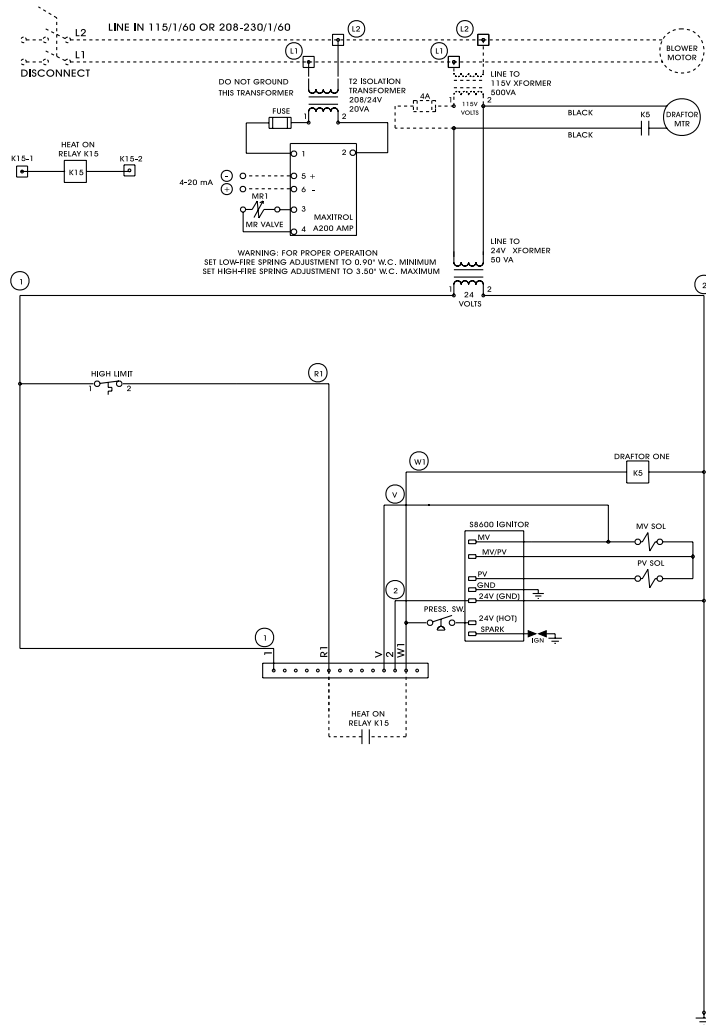 LINE IN 115/1/60 OR 208-230/1/60
L2
L1
DISCONNECT
L2
L1
L2
L1
BLOWER
MOTOR
DO NOT GROUND
THIS TRANSFORMER
T2 ISOLATION
TRANSFORMER
208/24V
20VA
LINE TO
115V XFORMER
500VA
FUSE
1
2
4A
1
115V
VOLTS
2
BLACK
BLACK
K5
DRAFTOR
MTR
HEAT ON
RELAY K15
K15-1
K15
K15-2
4-20 mA
-
+
1
2
5 +
6 -
MR1
3
4
MR VALVE
MAXITROL
A200 AMP
WARNING: FOR PROPER OPERATION
SET LOW-FIRE SPRING ADJUSTMENT TO 0.90" W.C. MINIMUM
SET HIGH-FIRE SPRING ADJUSTMENT TO 3.50" W.C. MAXIMUM
LINE TO
24V XFORMER
50 VA
1
24
VOLTS
2
1
2
HIGH LIMIT
1
2
R1
W1
DRAFTOR ONE
K5
V
S8600 IGNITOR
MV
MV/PV
PV
GND
24V (GND)
24V (HOT)
SPARK
MV SOL
PV SOL
2
PRESS. SW.
IGN
1
1
R1
V
2
W1
HEAT ON
RELAY K15